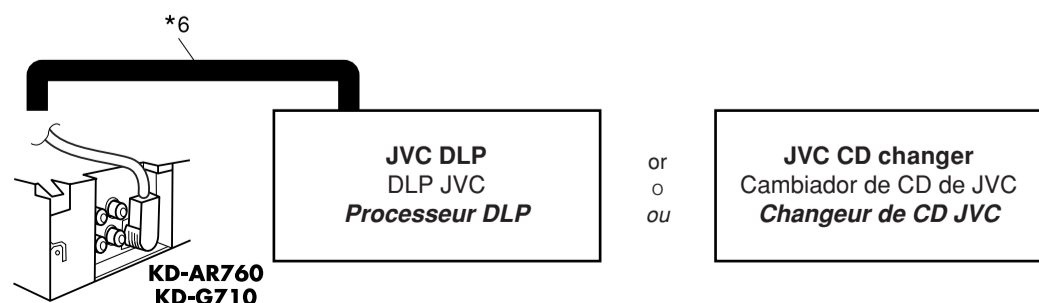 *6
JVC DLP
DLP JVC
Processeur DLP
or
o
ou
JVC CD changer
Cambiador de CD de JVC
Changeur de CD JVC
KD-AR760
KD-G710